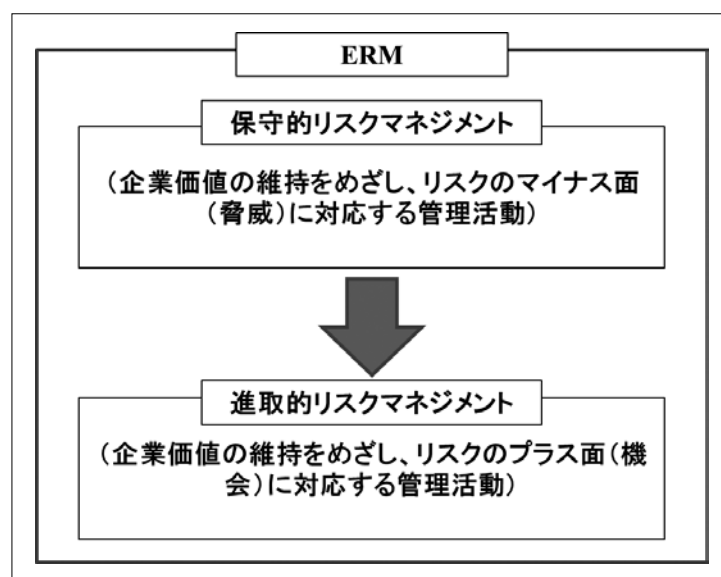 ERM
保守的リスクマネジメント
(企業価値の維持をめざし、リスクのマイナス面
(脅威)に対応する管理活動)
進取的リスクマネジメント
(企業価値の維持をめざし、リスクのプラス面(機
会)に対応する管理活動)